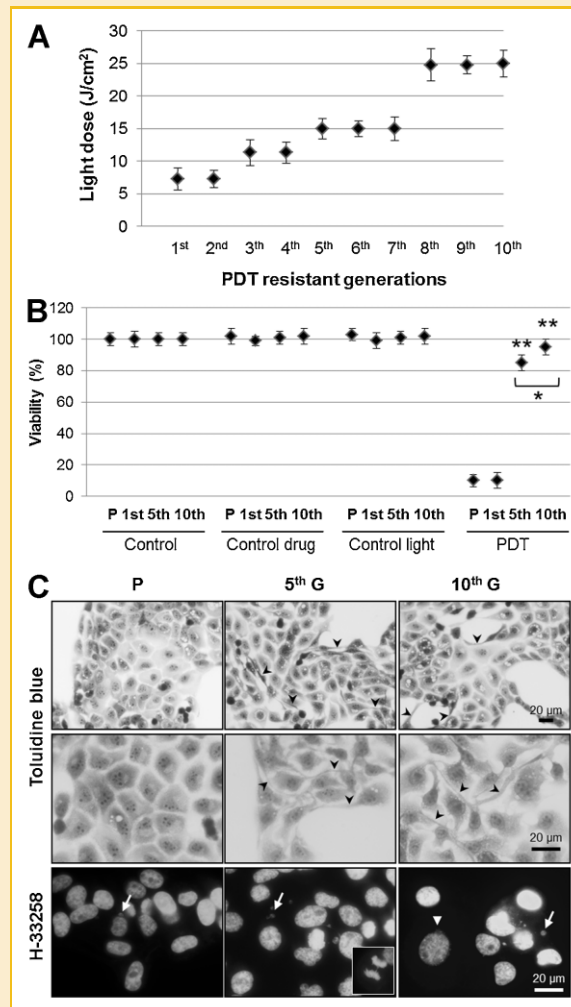 A
Light dose (J/cm²)
30
25
20
15
10
5
0
1st 2nd 3th 4th 5th 6th 7th 8th 9th 10th
PDT resistant generations
B
Viability (%)
120
100
80
60
40
20
0
**
**
*
P 1st 5th 10th P 1st 5th 10th P 1st 5th 10th P 1st 5th 10th
Control Control drug Control light PDT
C
P 5th G 10th G
Toluidine blue
20 µm
20 µm
H-33258
20 µm